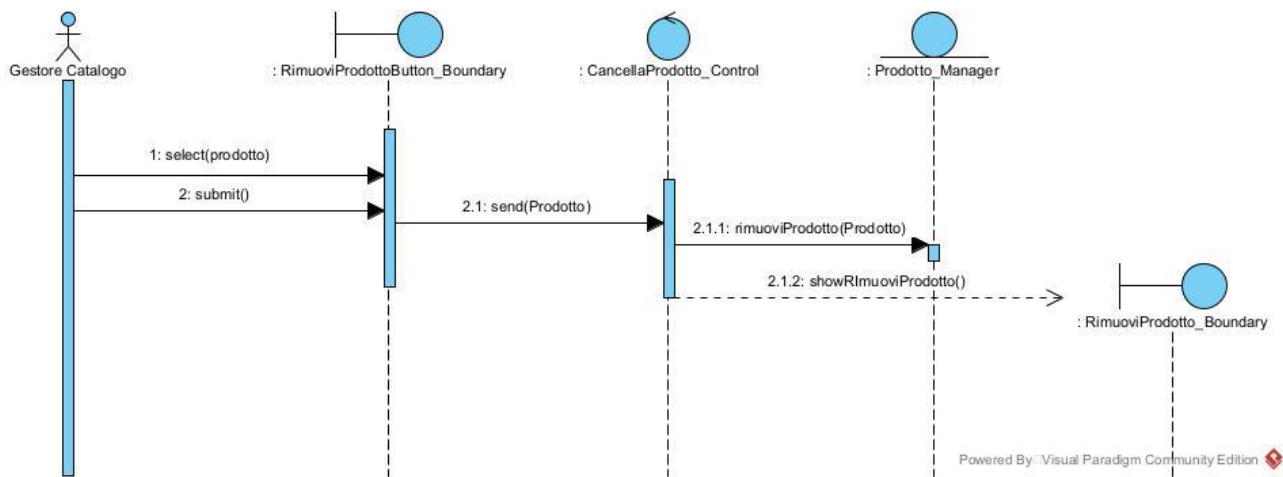 Gestore Catalogo
: RimuoviProdottoButton_Boundary
: CancellaProdotto_Control
: Prodotto_Manager
1: select(prodotto)
2: submit()
2.1: send(Prodotto)
2.1.1: rimuoviProdotto(Prodotto)
2.1.2: showRImuoviProdotto()
: RimuoviProdotto_Boundary
Powered By Visual Paradigm Community Edition